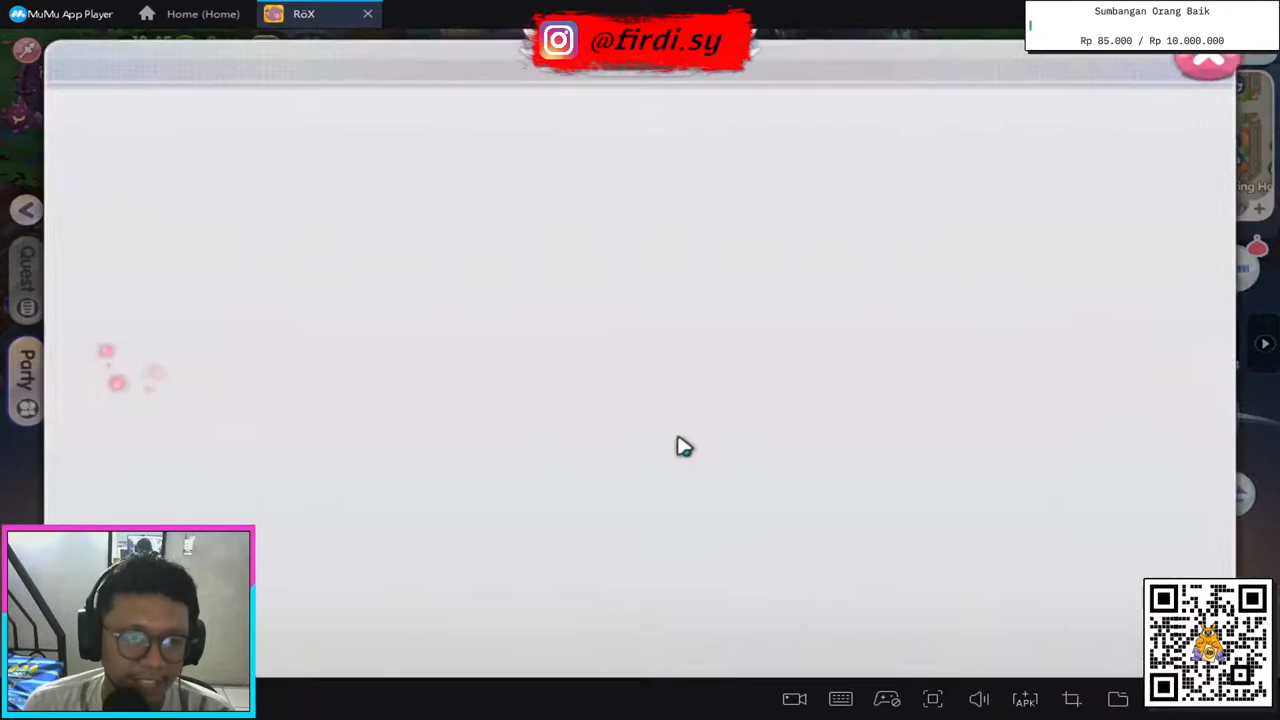 MuMu App Player
Home (Home)
RöX
@firdi.sy
Sumbangan Orang Baik
Rp 85.000 / Rp 10.000.000
Quest
Party
APK